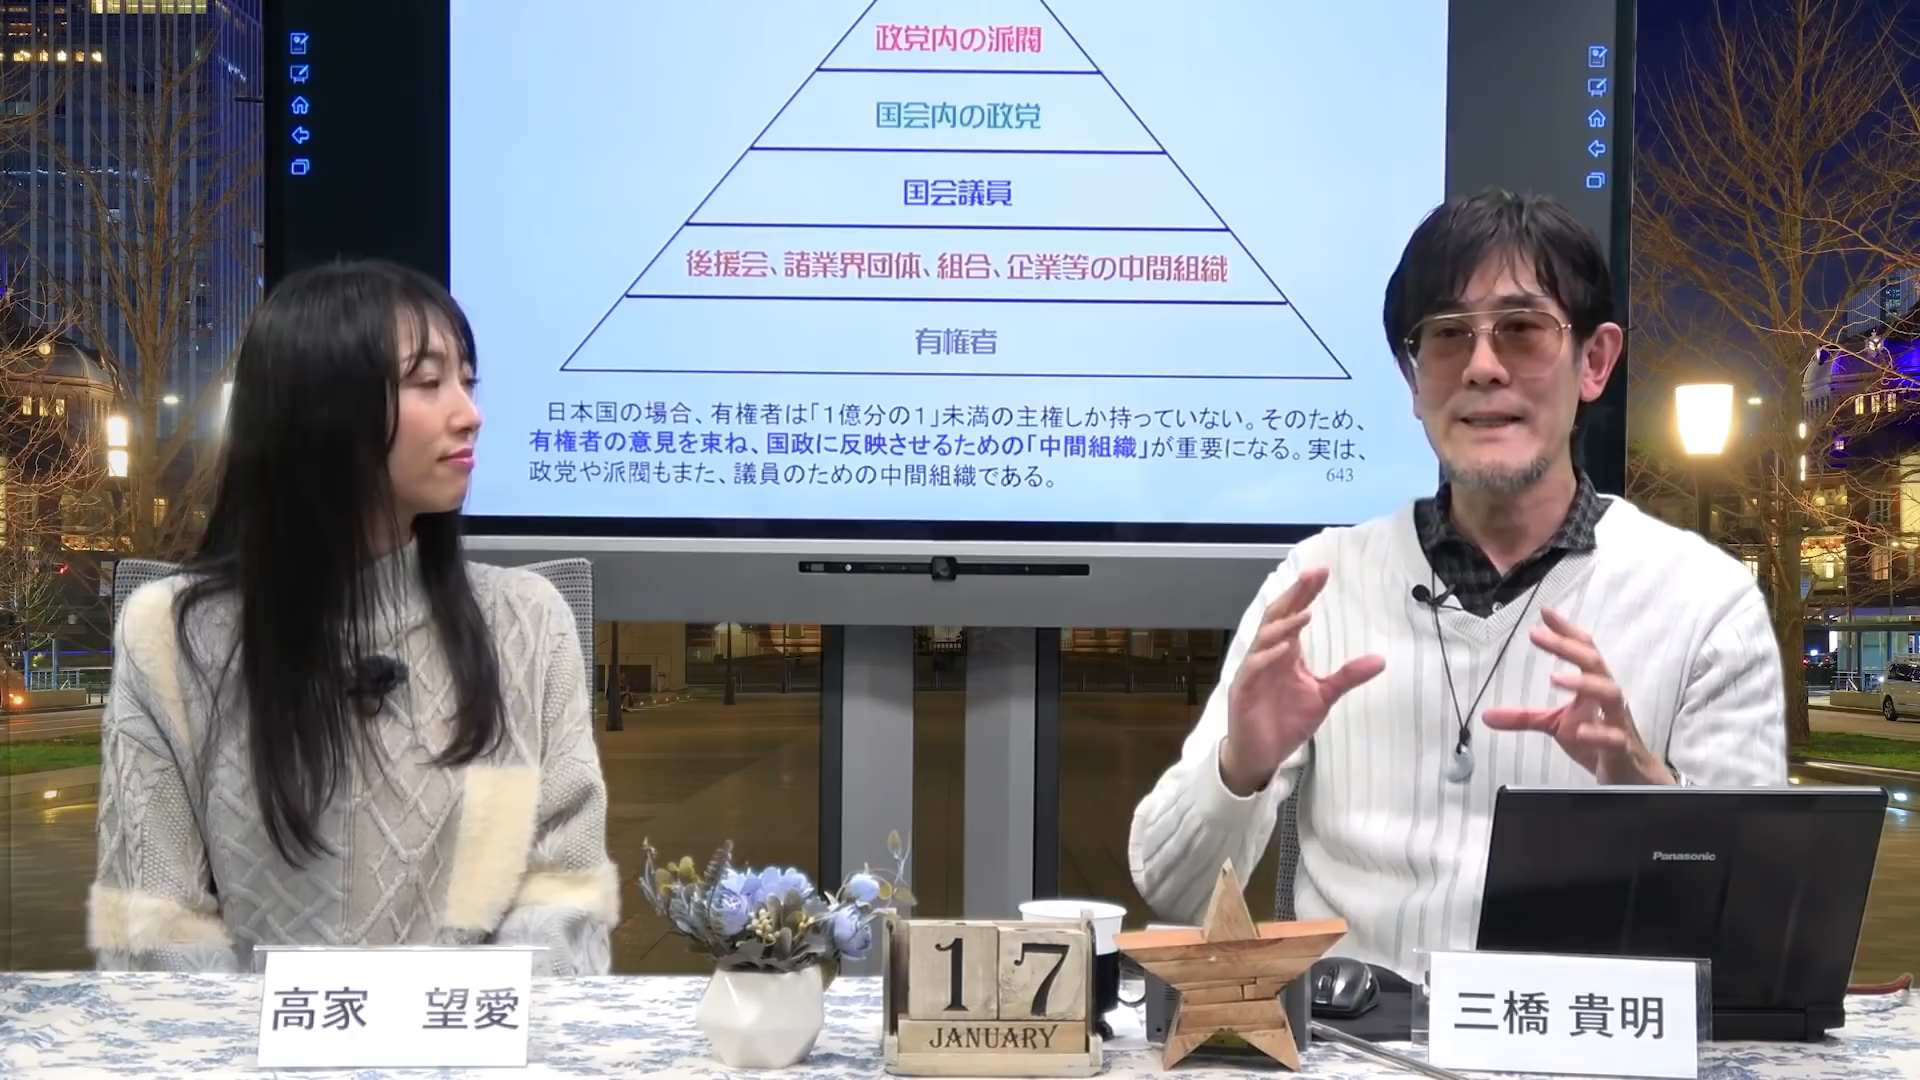 政党内の派閥
国会内の政党
国会議員
後援会、諸業界団体、組合、企業等の中間組織
有権者
日本国の場合、有権者は「1億分の1」未満の主権しか持っていない。そのため、
有権者の意見を束ね、国政に反映させるための「中間組織」が重要になる。実は、
政党や派閥もまた、議員のための中間組織である。
643
Panasonic
17
JANUARY
高家 望愛
三橋 貴明